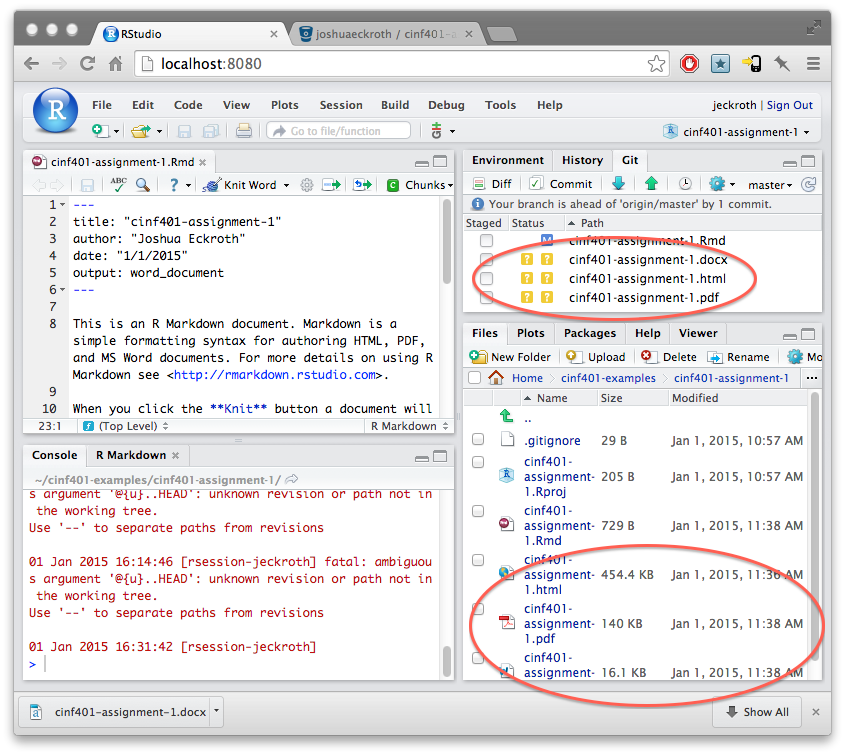 RStudio
joshuaeckroth / cinf401-a
localhost:8080
R
File Edit Code View Plots Session Build Debug Tools Help
jeckroth | Sign Out
Go to file/function
cinf401-assignment-1
cinf401-assignment-1.Rmd
ABC
? Knit Word
Chunks
1 ---
2 title: "cinf401-assignment-1"
3 author: "Joshua Eckroth"
4 date: "1/1/2015"
5 output: word_document
6 ---
7
8 This is an R Markdown document. Markdown is a
simple formatting syntax for authoring HTML, PDF,
and MS Word documents. For more details on using R
Markdown see <http://rmarkdown.rstudio.com>.
9
10 When you click the **Knit** button a document will
23:1 (Top Level) R Markdown
Console R Markdown
~/cinf401-examples/cinf401-assignment-1/
s argument '@{u}..HEAD': unknown revision or path not in
the working tree.
Use '--' to separate paths from revisions
01 Jan 2015 16:14:46 [rsession-jeckroth] fatal: ambiguou
s argument '@{u}..HEAD': unknown revision or path not in
the working tree.
Use '--' to separate paths from revisions
01 Jan 2015 16:31:42 [rsession-jeckroth]
>
Environment History Git
Diff Commit master
Your branch is ahead of 'origin/master' by 1 commit.
Staged Status Path
M cinf401-assignment-1.Rmd
? ? cinf401-assignment-1.docx
? ? cinf401-assignment-1.html
? ? cinf401-assignment-1.pdf
Files Plots Packages Help Viewer
New Folder Upload Delete Rename Mo
Home cinf401-examples cinf401-assignment-1 ...
Name Size Modified
..
.gitignore 29 B Jan 1, 2015, 10:57 AM
cinf401-
assignment- 205 B Jan 1, 2015, 10:57 AM
1.Rproj
cinf401-
assignment- 729 B Jan 1, 2015, 11:38 AM
1.Rmd
cinf401-
assignment- 454.4 KB Jan 1, 2015, 11:36 AM
1.html
cinf401-
assignment- 140 KB Jan 1, 2015, 11:38 AM
1.pdf
cinf401-
assignment- 16.1 KB Jan 1, 2015, 11:38 AM
cinf401-assignment-1.docx
Show All